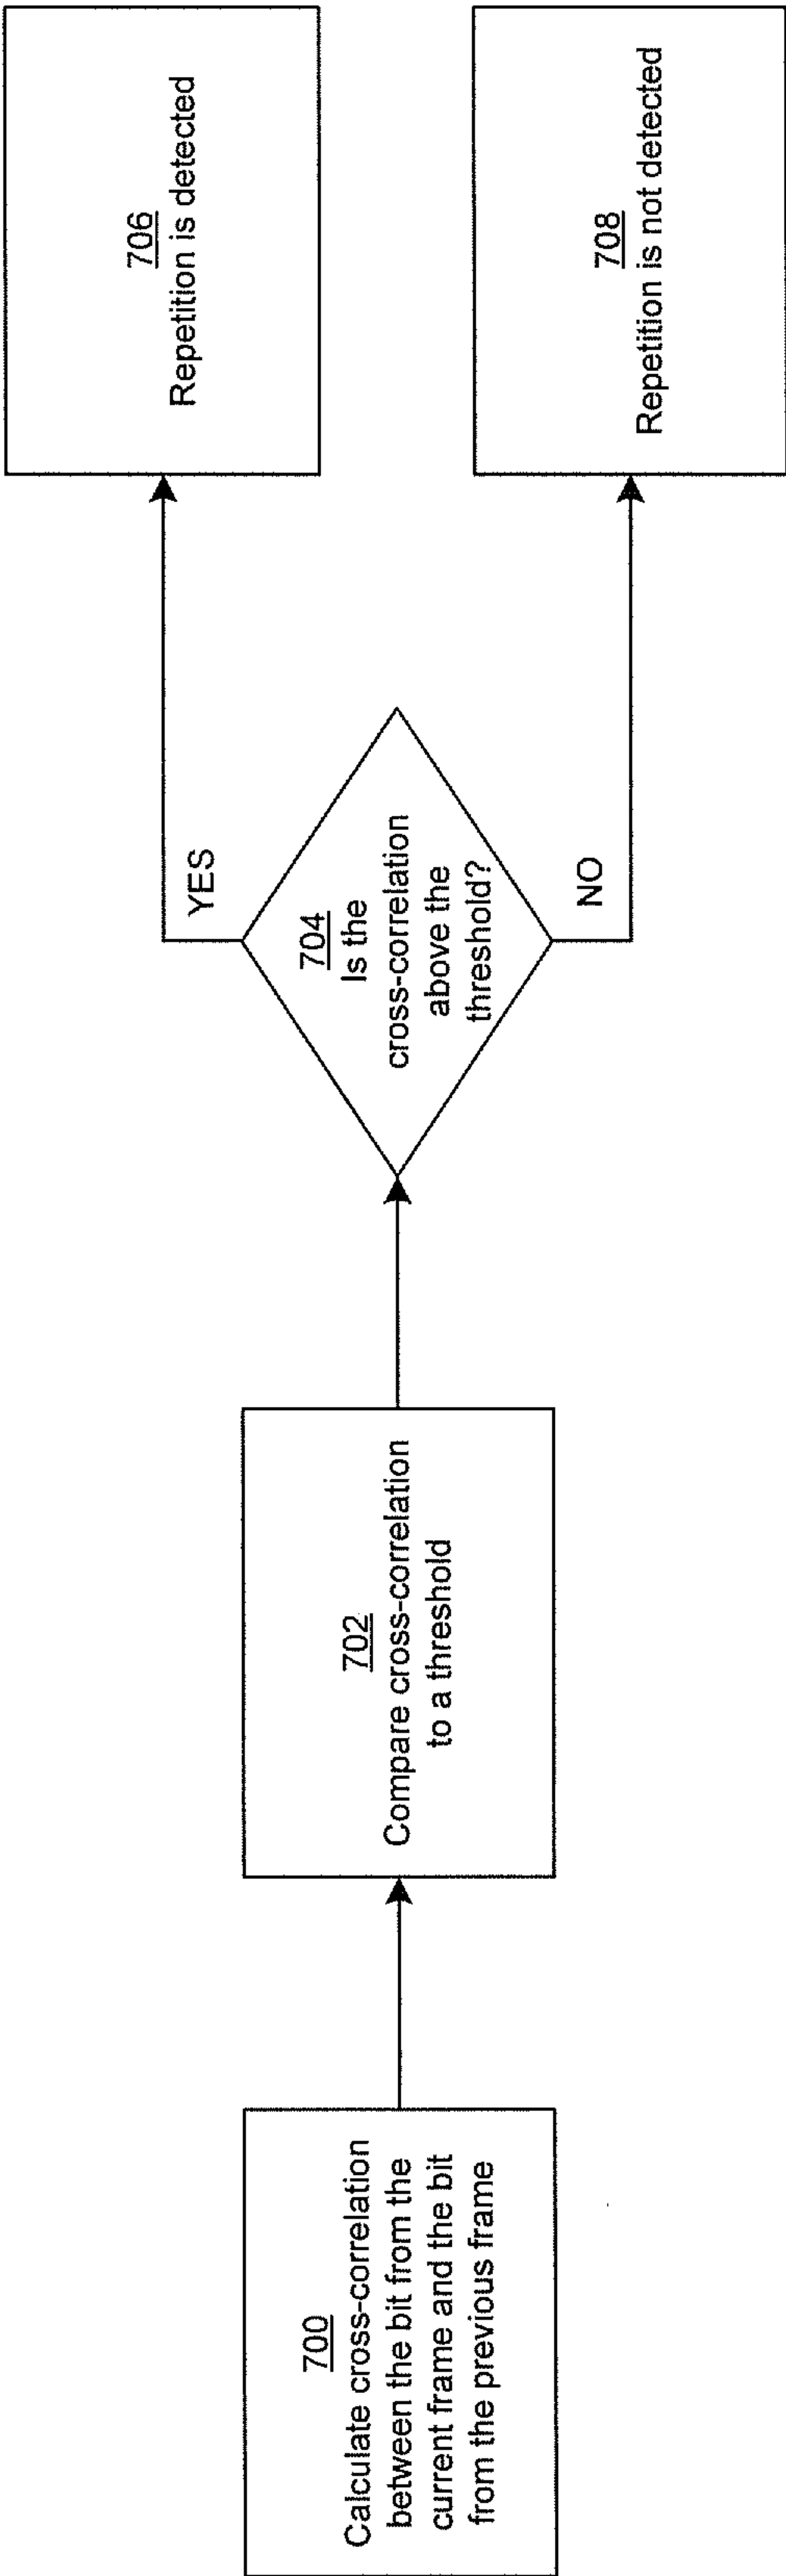 700
Calculate cross-correlation
between the bit from the
current frame and the bit
from the previous frame
702
Compare cross-correlation
to a threshold
704
Is the
cross-correlation
above the
threshold?
YES
NO
706
Repetition is detected
708
Repetition is not detected